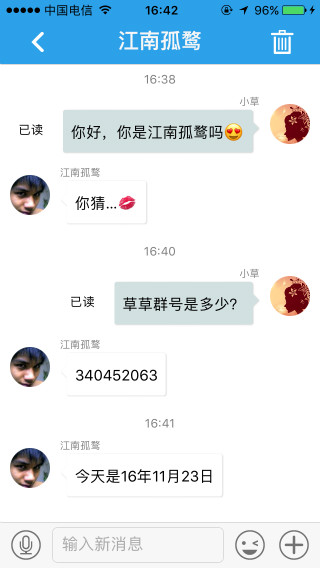 中国电信 16:42 96%
江南孤鹜
16:38
小草
已读 你好，你是江南孤鹜吗😍
江南孤鹜
你猜...💋
16:40
小草
已读 草草群号是多少?
江南孤鹜
340452063
16:41
江南孤鹜
今天是16年11月23日
输入新消息